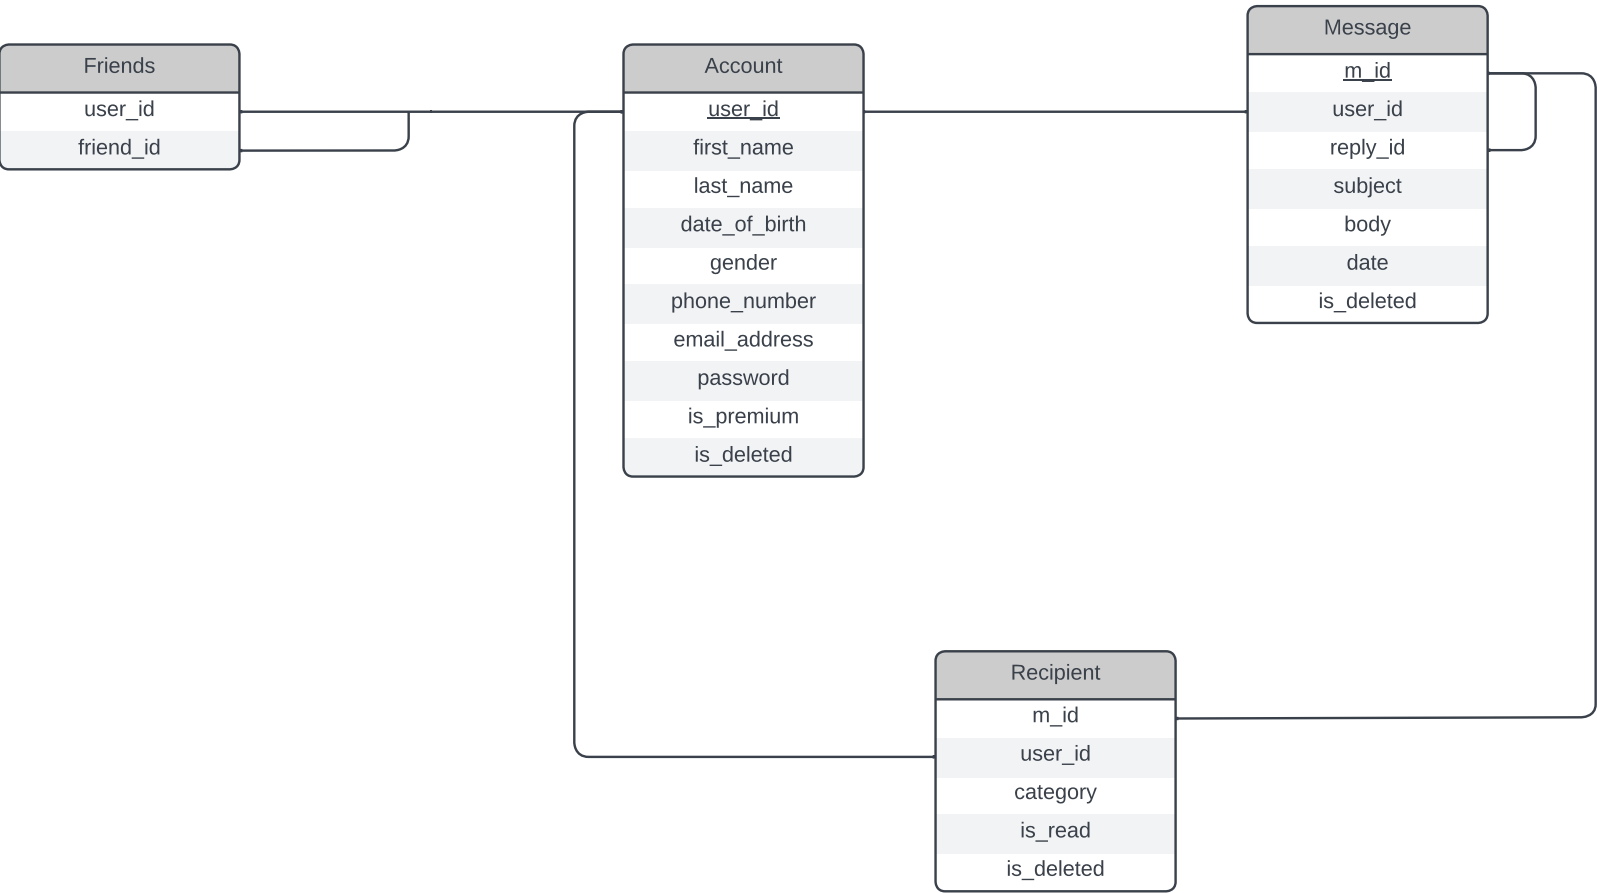 Friends
user_id
friend_id
Account
user_id
first_name
last_name
date_of_birth
gender
phone_number
email_address
password
is_premium
is_deleted
Message
m_id
user_id
reply_id
subject
body
date
is_deleted
Recipient
m_id
user_id
category
is_read
is_deleted